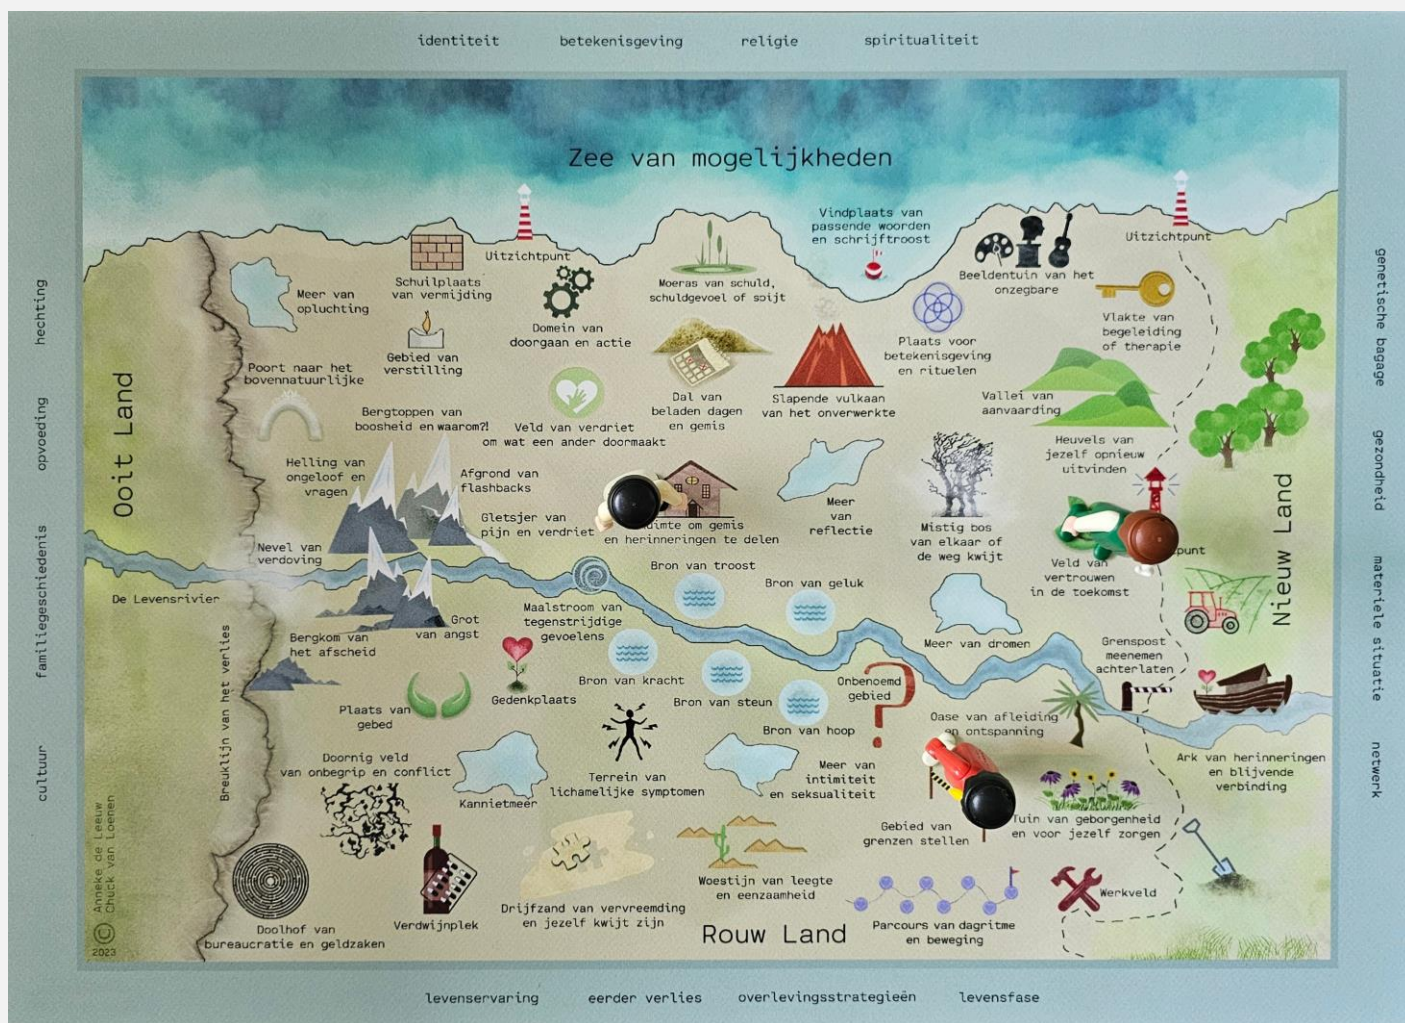 identiteit
betekenisgeving
religie
spiritualiteit
Zee van mogelijkheden
Vindplaats van
passende woorden
en schrijftroost
Uitzichtpunt
Uitzichtpunt
Schuilplaats
van vermijding
Meer van
opluchting
Moeras van schuld,
schuldgevoel of spijt
Beeldentuin van het
onzegbare
Domein van
doorgaan en actie
Vlakte van
begeleiding
of therapie
Plaats voor
betekenisgeving
en rituelen
Gebied van
verstilling
Poort naar het
bovennatuurlijke
Dal van
beladen dagen
en gemis
Slapende vulkaan
van het onverwerkte
Vallei van
aanvaarding
Bergtoppen van
boosheid en waarom?!
Veld van verdriet
om wat een ander doormaakt
Heuvels van
jezelf opnieuw
uitvinden
Ooit Land
Helling van
ongeloof en
vragen
Afgrond van
flashbacks
Gletsjer van
pijn en verdriet
uimte om gemis
en herinneringen te delen
Meer
van
reflectie
Mistig bos
van elkaar of
de weg kwijt
punt
Nieuw Land
Nevel van
verdoving
Veld van
vertrouwen
in de toekomst
De Levensrivier
Bron van troost
Bron van geluk
Maalstroom van
tegenstrijdige
gevoelens
Grot
van angst
Bergkom van
het afscheid
Meer van dromen
Grenspost
meenemen
achterlaten
Bron van kracht
Onbenoemd
gebied
Breuklijn van het verlies
Gedenkplaats
Bron van steun
Plaats van
gebed
Bron van hoop
Oase van afleiding
en ontspanning
Doornig veld
van onbegrip en conflict
Terrein van
lichamelijke symptomen
Meer van
intimiteit
en seksualiteit
Ark van herinneringen
en blijvende
verbinding
Kannietmeer
Gebied van
grenzen stellen
Tuin van geborgenheid
en voor jezelf zorgen
Woestijn van leegte
en eenzaamheid
Werkveld
Drijfzand van vervreemding
en jezelf kwijt zijn
Verdwijnplek
Doolhof van
bureaucratie en geldzaken
Rouw Land
Parcours van dagritme
en beweging
© Anneke de Leeuw
Chuck van Loenen
2023
hechting
opvoeding
familiegeschiedenis
cultuur
genetische bagage
gezondheid
materiele situatie
netwerk
levenservaring
eerder verlies
overlevingsstrategieën
levensfase